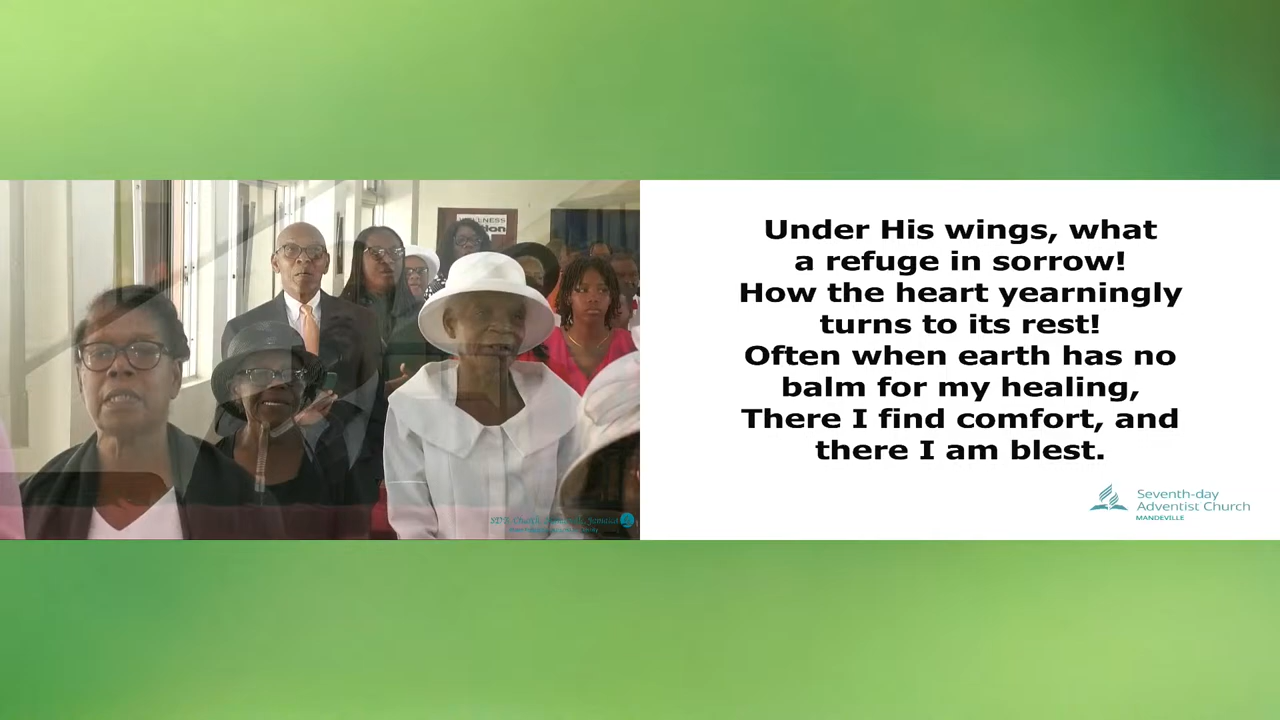 Under His wings, what
a refuge in sorrow!
How the heart yearningly
turns to its rest!
Often when earth has no
balm for my healing,
There I find comfort, and
there I am blest.
Seventh-day
Adventist Church
MANDEVILLE